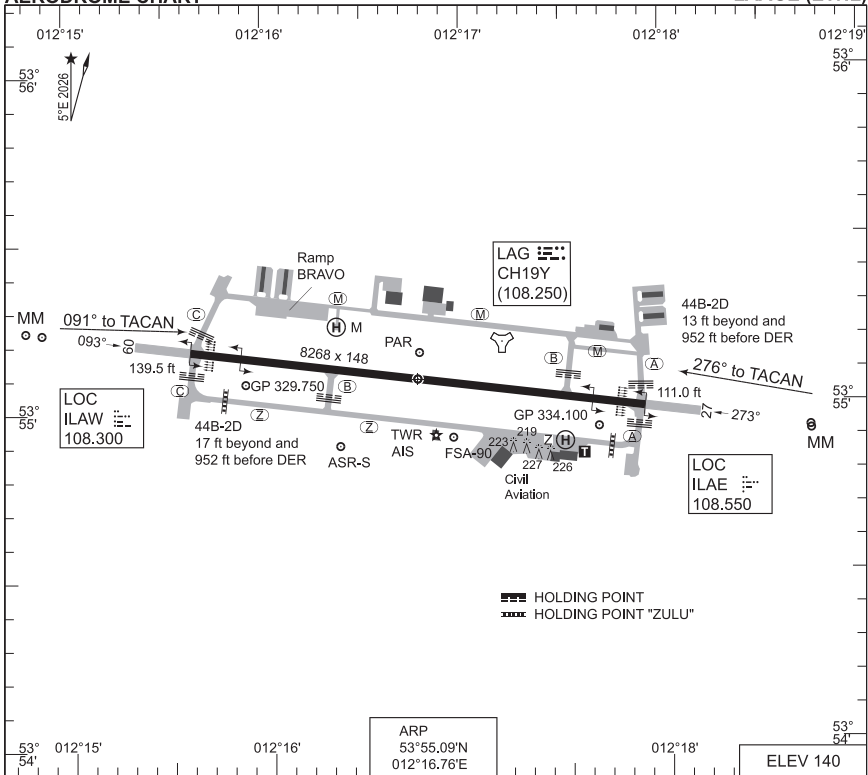 012°15'
012°16'
012°17'
012°18'
012°19'
53°
56'
53°
56'
5°E 2026
Ramp
BRAVO
LAG
CH19Y
(108.250)
44B-2D
13 ft beyond and
952 ft before DER
MM
091° to TACAN
C
M
M
H M
PAR
B
M
A
276° to TACAN
093°
09
8268 x 148
139.5 ft
111.0 ft
53°
55'
53°
55'
C
GP 329.750
B
GP 334.100
27
273°
MM
LOC
ILAW
108.300
Z
Z
44B-2D
17 ft beyond and
952 ft before DER
TWR
AIS
ASR-S
FSA-90
219
223
Z H
T
A
227
226
Civil
Aviation
LOC
ILAE
108.550
HOLDING POINT
HOLDING POINT "ZULU"
53°
54'
012°15'
012°16'
ARP
53°55.09'N
012°16.76'E
012°18'
53°
54'
ELEV 140